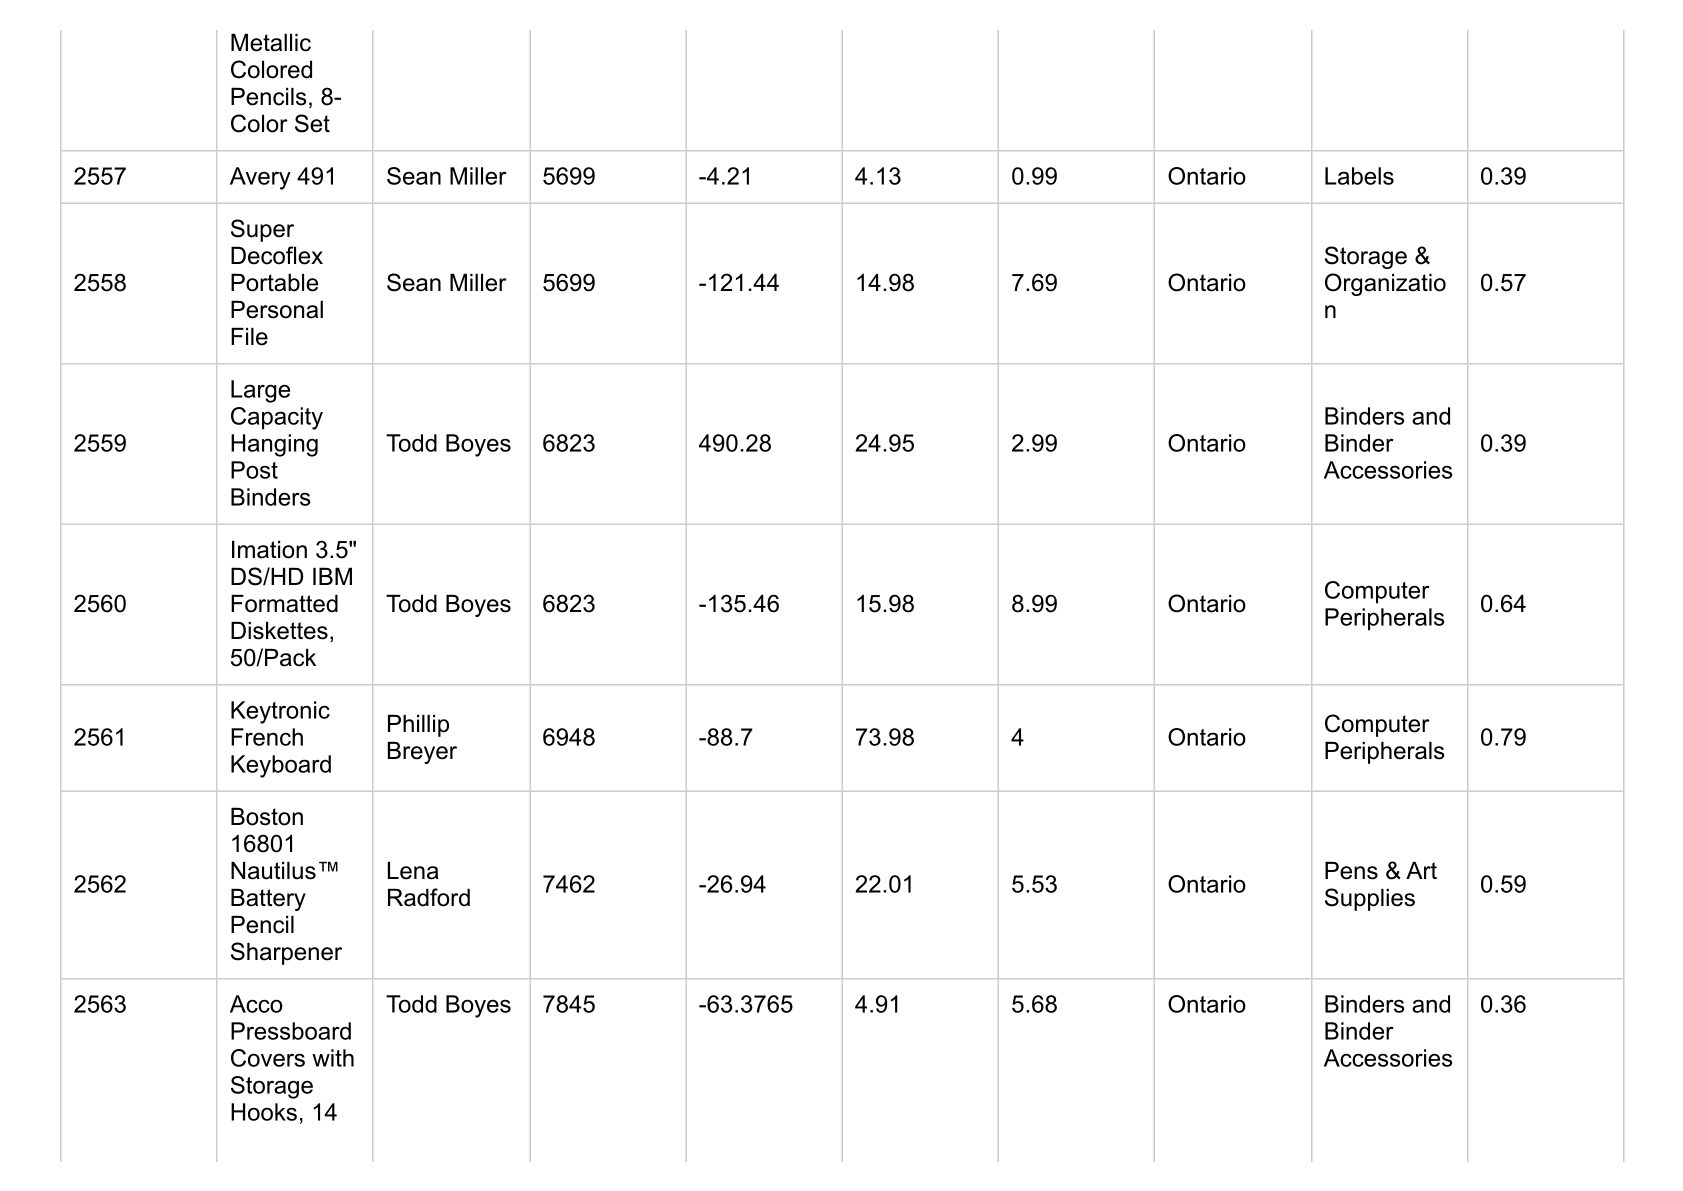 Metallic
Colored
Pencils, 8-
Color Set
2557 Avery 491 Sean Miller 5699 -4.21 4.13 0.99 Ontario Labels 0.39
Super
Decoflex
Portable
Personal
File
2558 Sean Miller 5699 -121.44 14.98 7.69 Ontario
Storage &
Organizatio
n
0.57
Large
Capacity
Hanging
Post
Binders
2559 Todd Boyes 6823 490.28 24.95 2.99 Ontario
Binders and
Binder
Accessories
0.39
Imation 3.5"
DS/HD IBM
Formatted
Diskettes,
50/Pack
2560 Todd Boyes 6823 -135.46 15.98 8.99 Ontario
Computer
Peripherals
0.64
Keytronic
French
Keyboard
2561
Phillip
Breyer
6948 -88.7 73.98 4 Ontario
Computer
Peripherals
0.79
Boston
16801
Nautilus™
Battery
Pencil
Sharpener
2562
Lena
Radford
7462 -26.94 22.01 5.53 Ontario
Pens & Art
Supplies
0.59
2563
Acco
Pressboard
Covers with
Storage
Hooks, 14
Todd Boyes 7845 -63.3765 4.91 5.68 Ontario
Binders and
Binder
Accessories
0.36